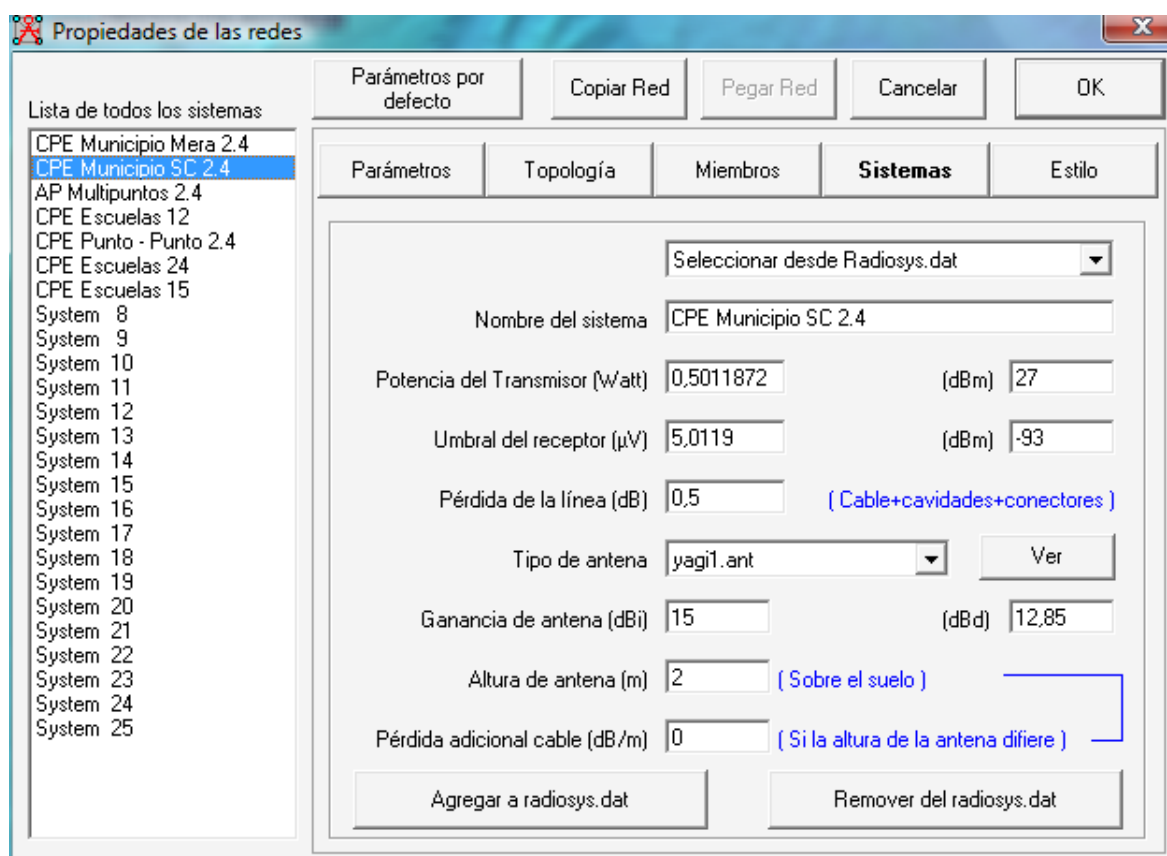 Propiedades de las redes
X
Parámetros por
defecto
Copiar Red
Pegar Red
Cancelar
OK
Lista de todos los sistemas
CPE Municipio Mera 2.4
CPE Municipio SC 2.4
AP Multipuntos 2.4
CPE Escuelas 12
CPE Punto - Punto 2.4
CPE Escuelas 24
CPE Escuelas 15
System 8
System 9
System 10
System 11
System 12
System 13
System 14
System 15
System 16
System 17
System 18
System 19
System 20
System 21
System 22
System 23
System 24
System 25
Parámetros
Topología
Miembros
Sistemas
Estilo
Seleccionar desde Radiosys.dat
Nombre del sistema CPE Municipio SC 2.4
Potencia del Transmisor (Watt) 0,5011872 (dBm) 27
Umbral del receptor (µV) 5,0119 (dBm) -93
Pérdida de la línea (dB) 0,5 ( Cable+cavidades+conectores )
Tipo de antena yagi1.ant Ver
Ganancia de antena (dBi) 15 (dBd) 12,85
Altura de antena (m) 2 ( Sobre el suelo )
Pérdida adicional cable (dB/m) 0 ( Si la altura de la antena difiere )
Agregar a radiosys.dat
Remover del radiosys.dat